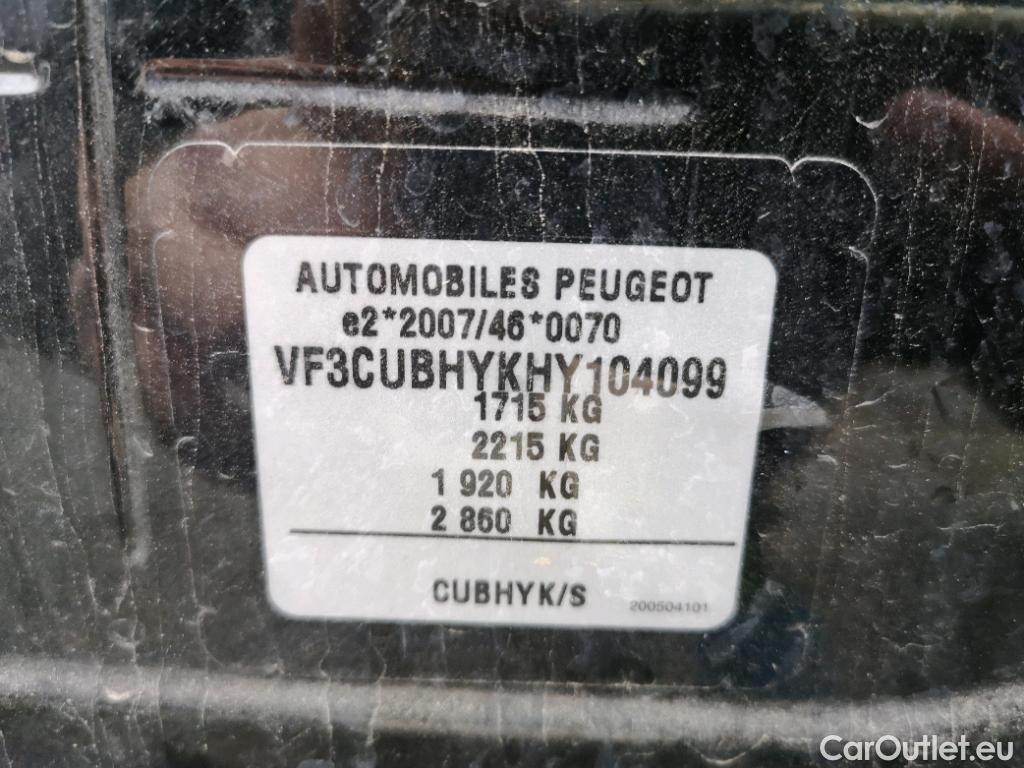 AUTOMOBILES PEUGEOT
e2*2007/46*0070
VF3CUBHYKHY104099
1715 KG
2215 KG
1 920 KG
2 860 KG
CUBHYK/S
200504101
CarOutlet.eu